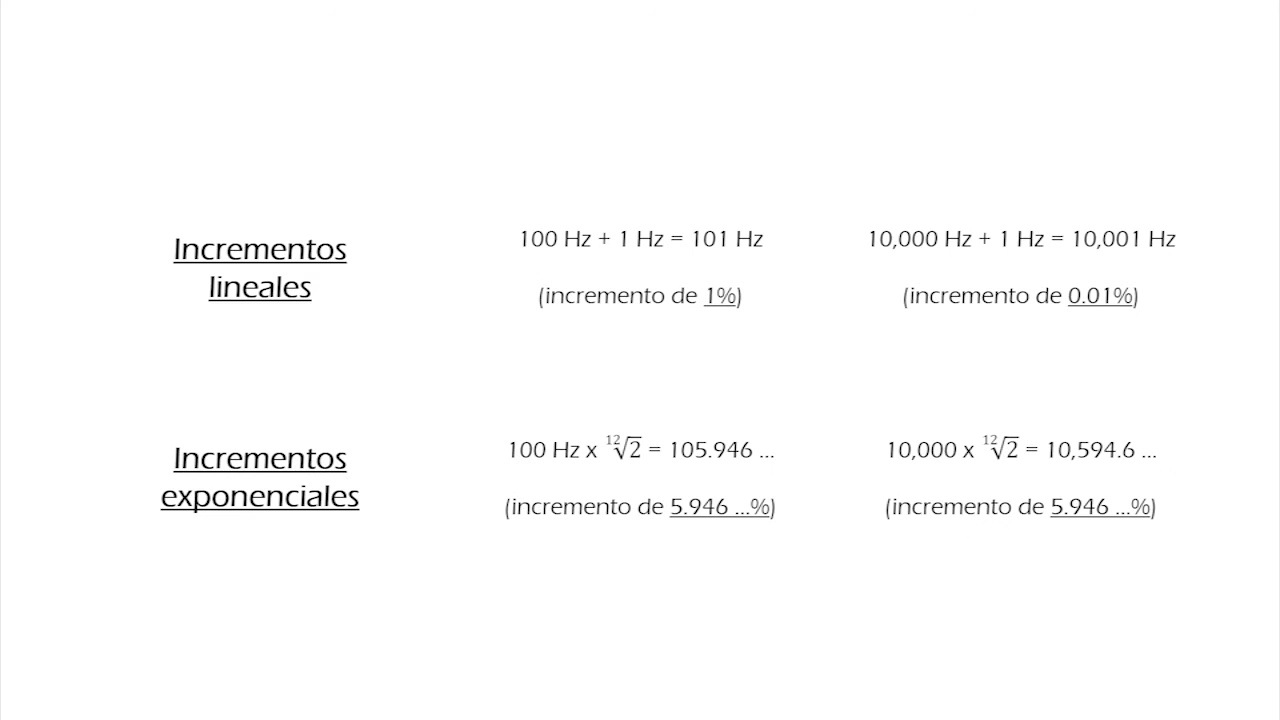 Incrementos
lineales
100 Hz + 1 Hz = 101 Hz
(incremento de 1%)
10,000 Hz + 1 Hz = 10,001 Hz
(incremento de 0.01%)
Incrementos
exponenciales
100 Hz x ¹²√2 = 105.946 ...
(incremento de 5.946 ...%)
10,000 x ¹²√2 = 10,594.6 ...
(incremento de 5.946 ...%)